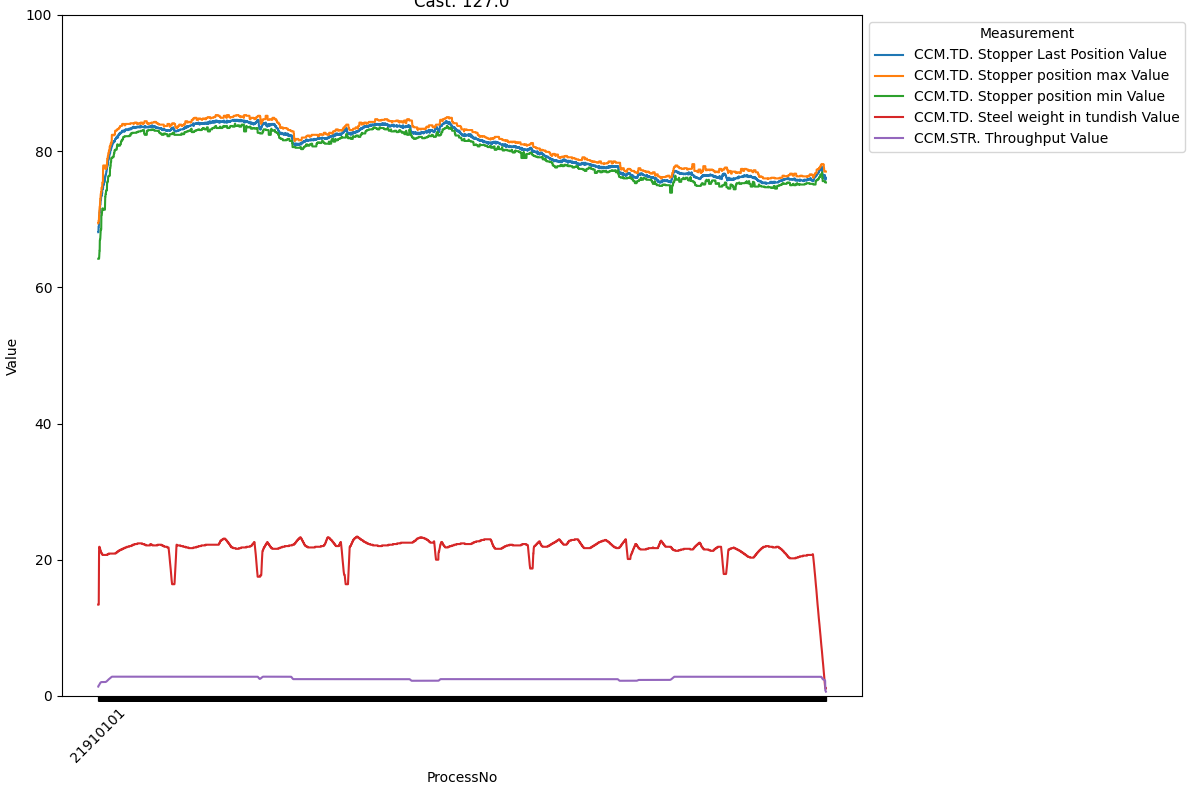 Cast: 127.0
100
80
60
40
20
0
Value
21910101
ProcessNo
Measurement
CCM.TD. Stopper Last Position Value
CCM.TD. Stopper position max Value
CCM.TD. Stopper position min Value
CCM.TD. Steel weight in tundish Value
CCM.STR. Throughput Value